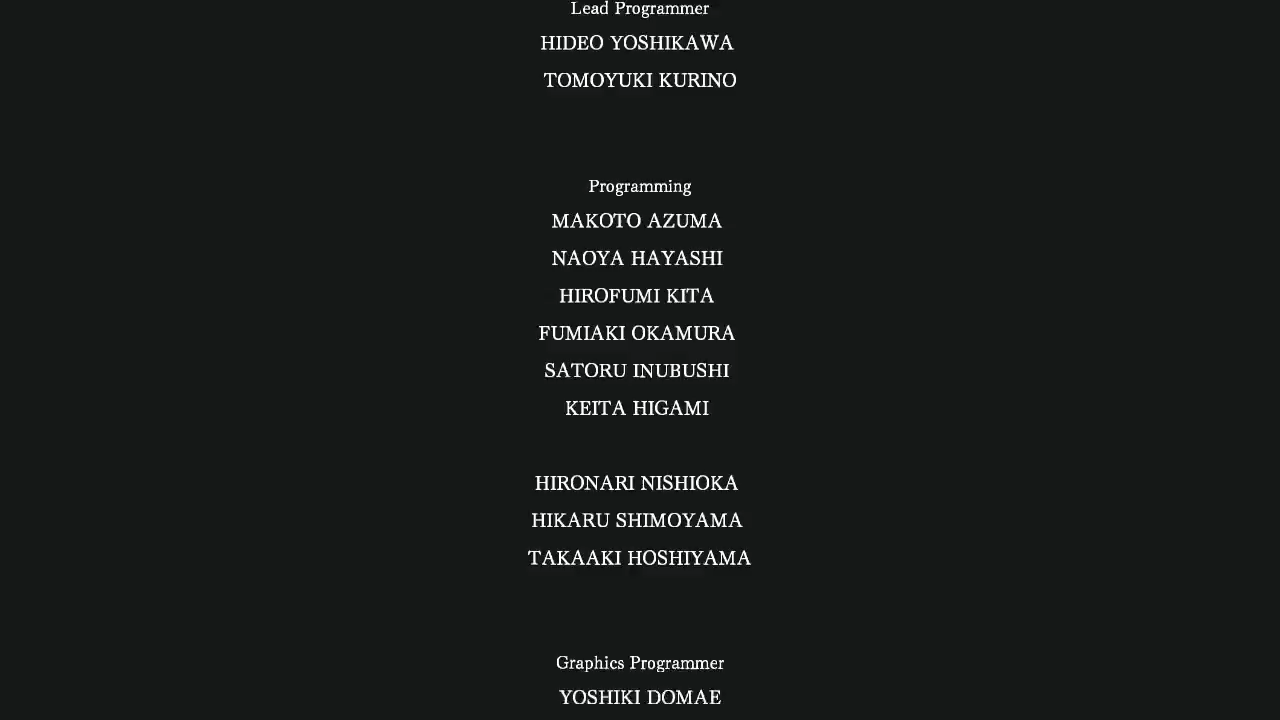 Lead Programmer
HIDEO YOSHIKAWA
TOMOYUKI KURINO
Programming
MAKOTO AZUMA
NAOYA HAYASHI
HIROFUMI KITA
FUMIAKI OKAMURA
SATORU INUBUSHI
KEITA HIGAMI
HIRONARI NISHIOKA
HIKARU SHIMOYAMA
TAKAAKI HOSHIYAMA
Graphics Programmer
YOSHIKI DOMAE